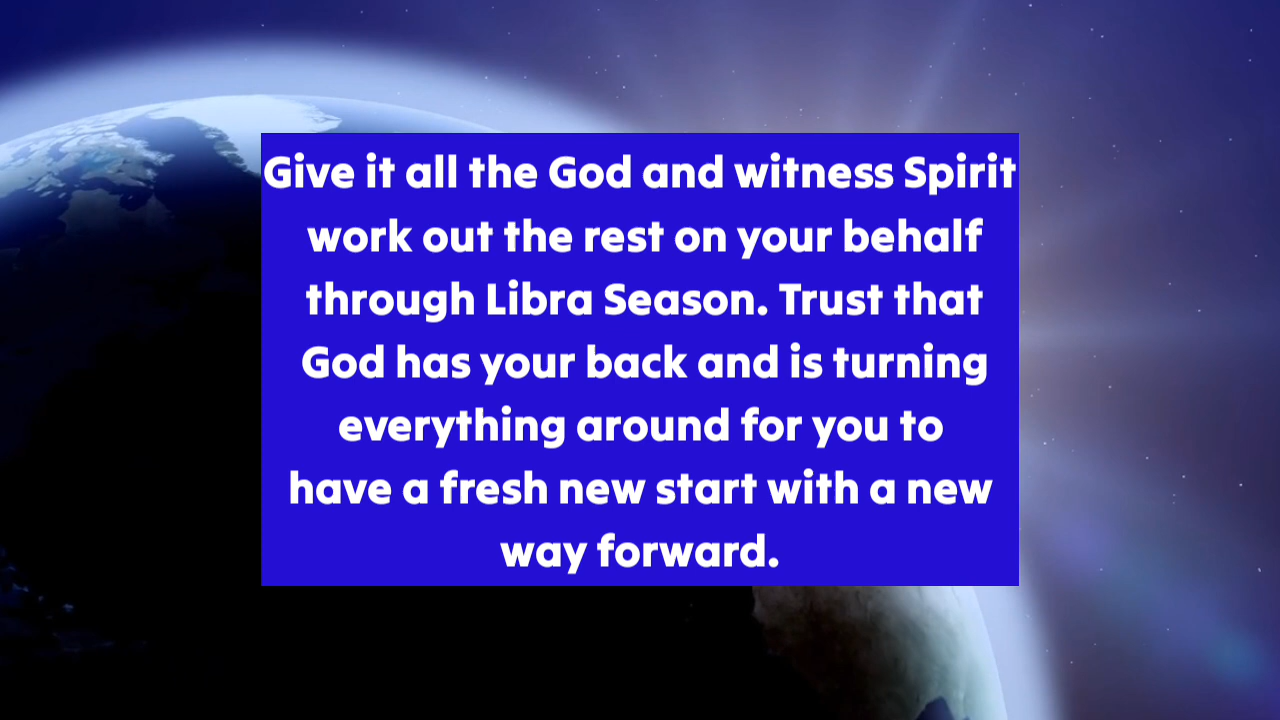 Give it all the God and witness Spirit
work out the rest on your behalf
through Libra Season. Trust that
God has your back and is turning
everything around for you to
have a fresh new start with a new
way forward.